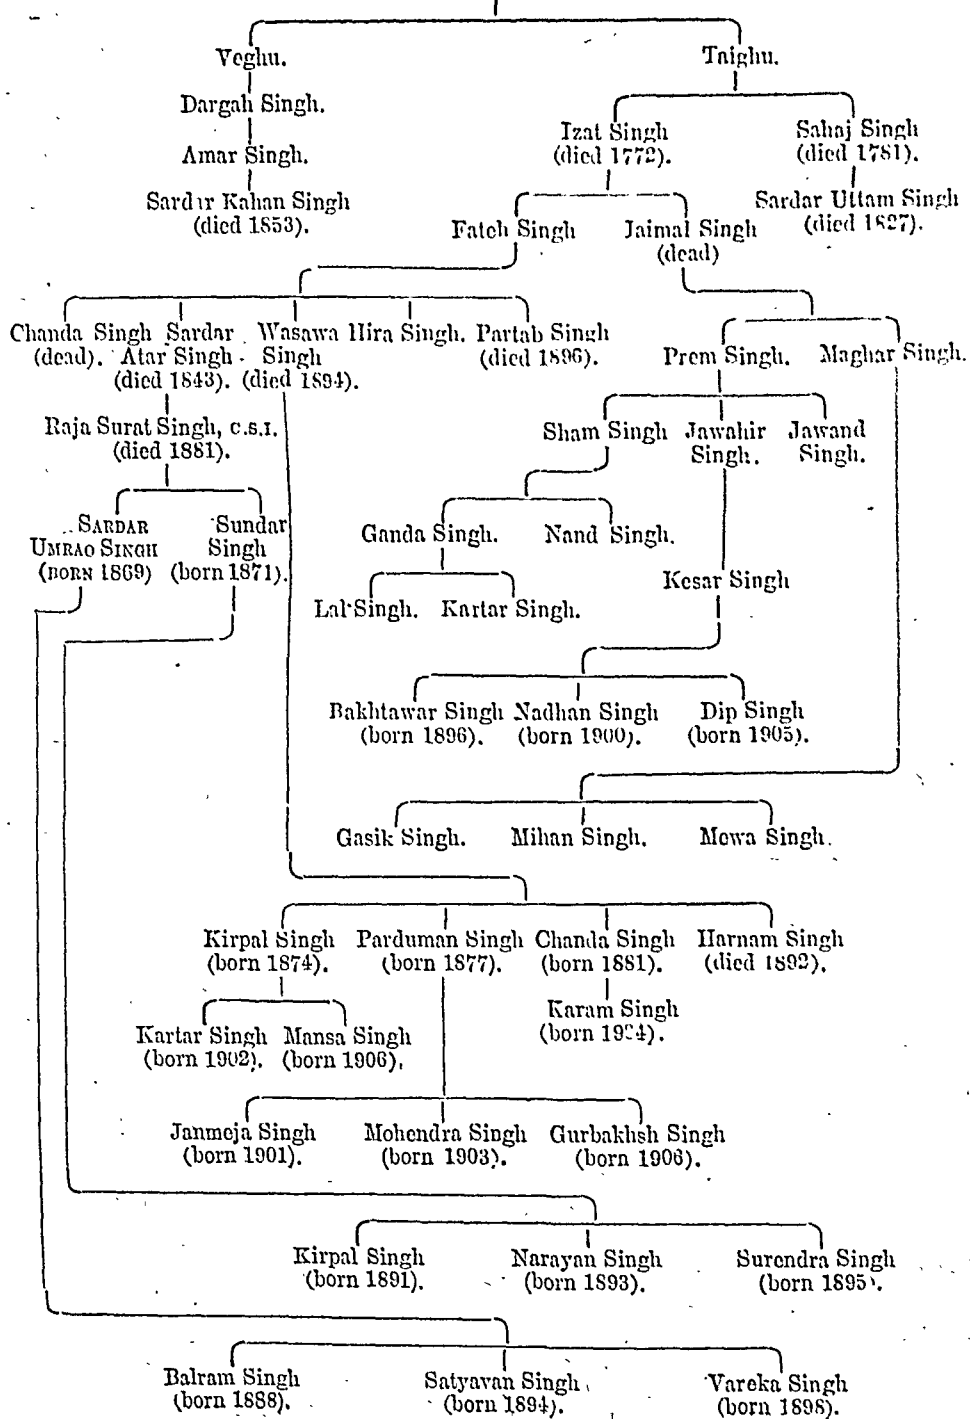 Veghu. Taighu.
Dargah Singh. Izat Singh Sahaj Singh
(died 1772). (died 1781).
Amar Singh.
Sardar Kahan Singh Sardar Uttam Singh
(died 1853). (died 1827).
Fateh Singh Jaimal Singh
(dead)
Chanda Singh Sardar Wasawa Hira Singh. Partab Singh
(dead). Atar Singh Singh (died 1896).
(died 1843). (died 1894).
Prem Singh. Maghar Singh.
Raja Surat Singh, C.S.I.
(died 1881).
Sham Singh Jawahir Jawand
Singh. Singh.
SARDAR Sundar
UMRAO SINGH Singh
(BORN 1869) (born 1871).
Ganda Singh. Nand Singh.
Kesar Singh
Lal Singh. Kartar Singh.
Bakhtawar Singh Nadhan Singh Dip Singh
(born 1896). (born 1900). (born 1905).
Gasik Singh. Mihan Singh. Mewa Singh.
Kirpal Singh Parduman Singh Chanda Singh Harnam Singh
(born 1874). (born 1877). (born 1881). (died 1892).
Karam Singh
(born
Kartar Singh Mansa Singh
(born 1902). (born 1906).
Janmeja Singh Mohendra Singh Gurbakhsh Singh
(born 1901). (born 1903). (born 1906).
Kirpal Singh Narayan Singh Surendra Singh
(born 1891). (born 1893). (born 1895).
Balram Singh Satyavan Singh Vareka Singh
(born 1888). (born 1894). (born 1898).